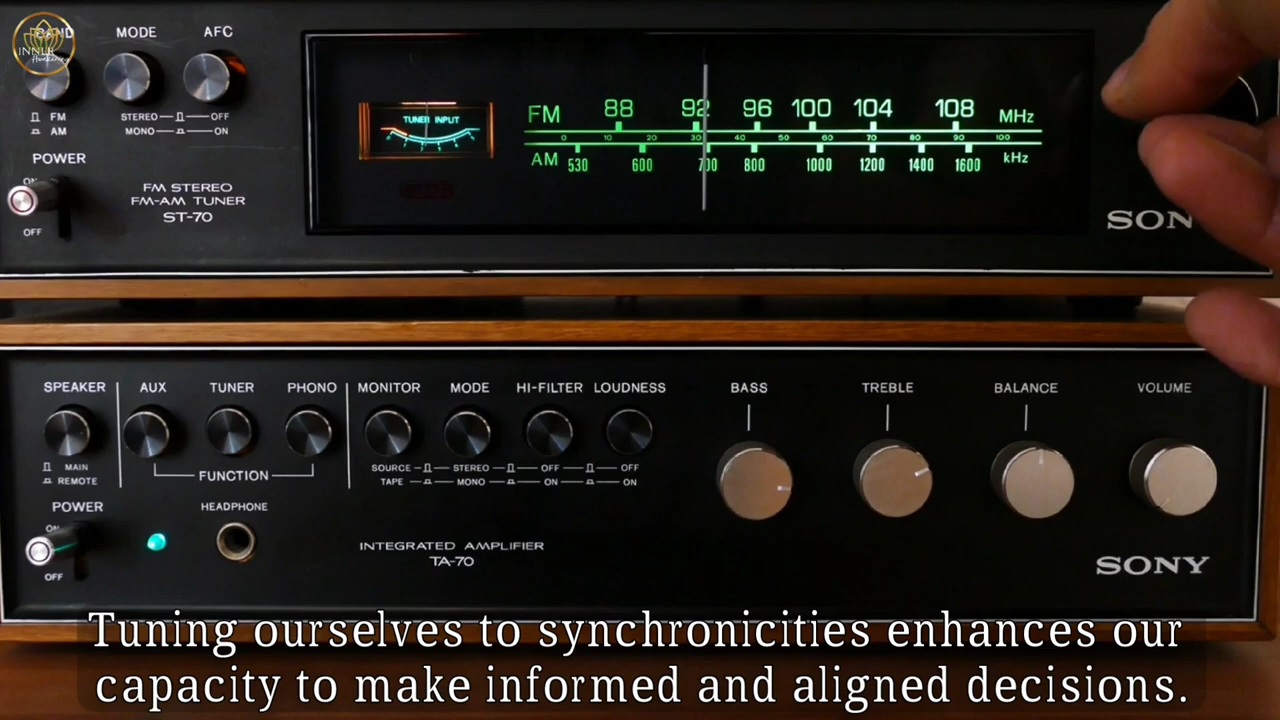 BAND MODE AFC
INNER
Awakening
FM
AM
STEREO OFF
MONO ON
POWER
ON
OFF
FM STEREO
FM-AM TUNER
ST-70
TUNER INPUT
FM 88 92 96 100 104 108 MHz
0 10 20 30 40 50 60 70 80 90 100
AM 530 600 700 800 1000 1200 1400 1600 kHz
SON
SPEAKER AUX TUNER PHONO MONITOR MODE HI-FILTER LOUDNESS BASS TREBLE BALANCE VOLUME
MAIN
REMOTE
FUNCTION
SOURCE STEREO OFF OFF
TAPE MONO ON ON
POWER
ON
OFF
HEADPHONE
INTEGRATED AMPLIFIER
TA-70
SONY
Tuning ourselves to synchronicities enhances our
capacity to make informed and aligned decisions.